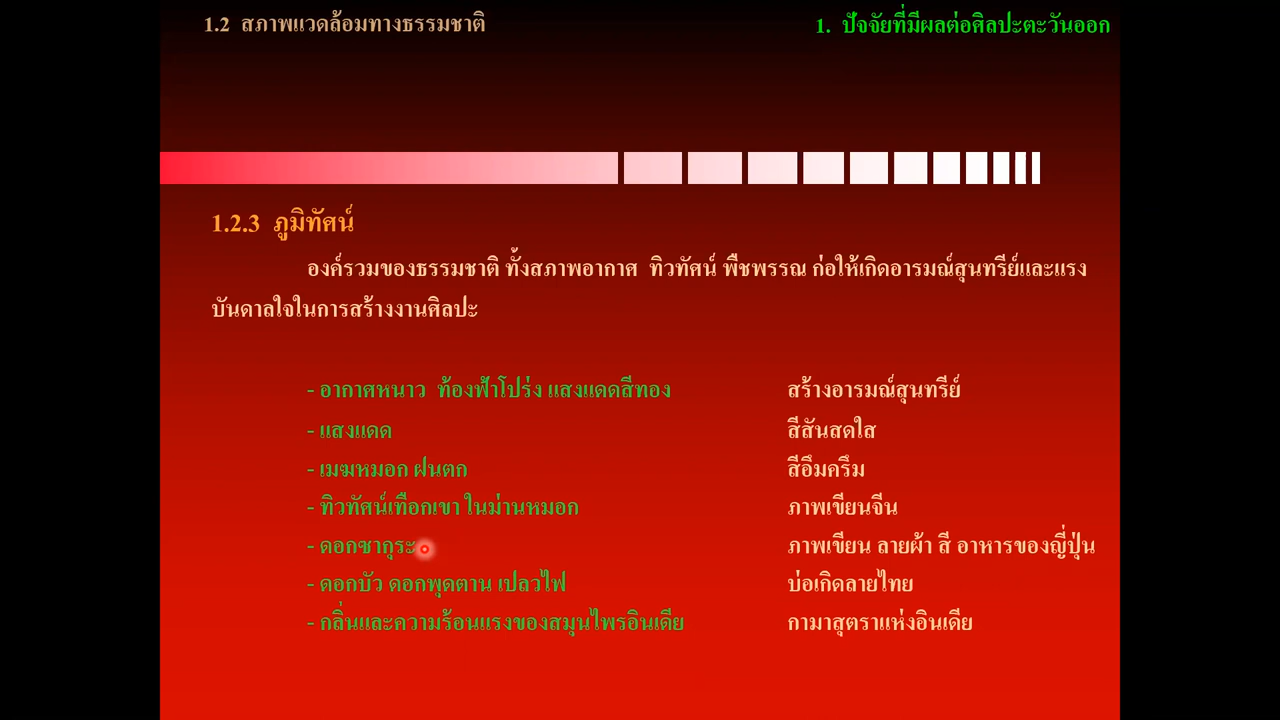 1.2 สภาพแวดล้อมทางธรรมชาติ
1. ปัจจัยที่มีผลต่อศิลปะตะวันออก
1.2.3 ภูมิทัศน์
องค์รวมของธรรมชาติ ทั้งสภาพอากาศ ทิวทัศน์ พืชพรรณ ก่อให้เกิดอารมณ์สุนทรีย์และแรง
บันดาลใจในการสร้างงานศิลปะ
- อากาศหนาว ท้องฟ้าโปร่ง แสงแดดสีทอง สร้างอารมณ์สุนทรีย์
- แสงแดด สีสันสดใส
- เมฆหมอก ฝนตก สีอึมครึม
- ทิวทัศน์เทือกเขา ในม่านหมอก ภาพเขียนจีน
- ดอกซากุระ ภาพเขียน ลายผ้า สี อาหารของญี่ปุ่น
- ดอกบัว ดอกพุดตาน เปลวไฟ บ่อเกิดลายไทย
- กลิ่นและความร้อนแรงของสมุนไพรอินเดีย กามาสุตราแห่งอินเดีย